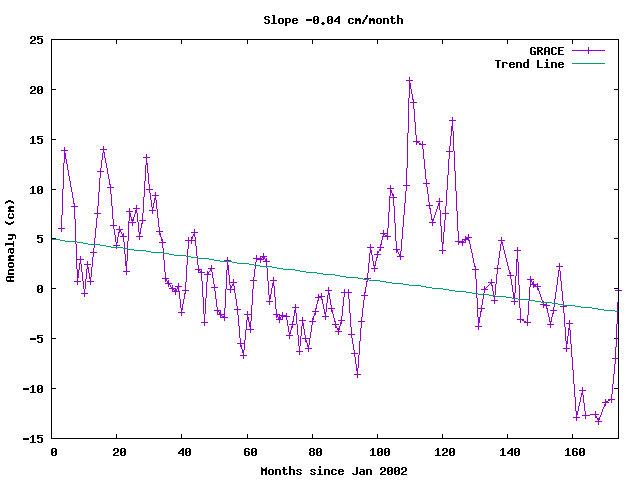 Slope -0.04 cm/month
GRACE
Trend Line
Anomaly (cm)
25
20
15
10
5
0
-5
-10
-15
0 20 40 60 80 100 120 140 160
Months since Jan 2002